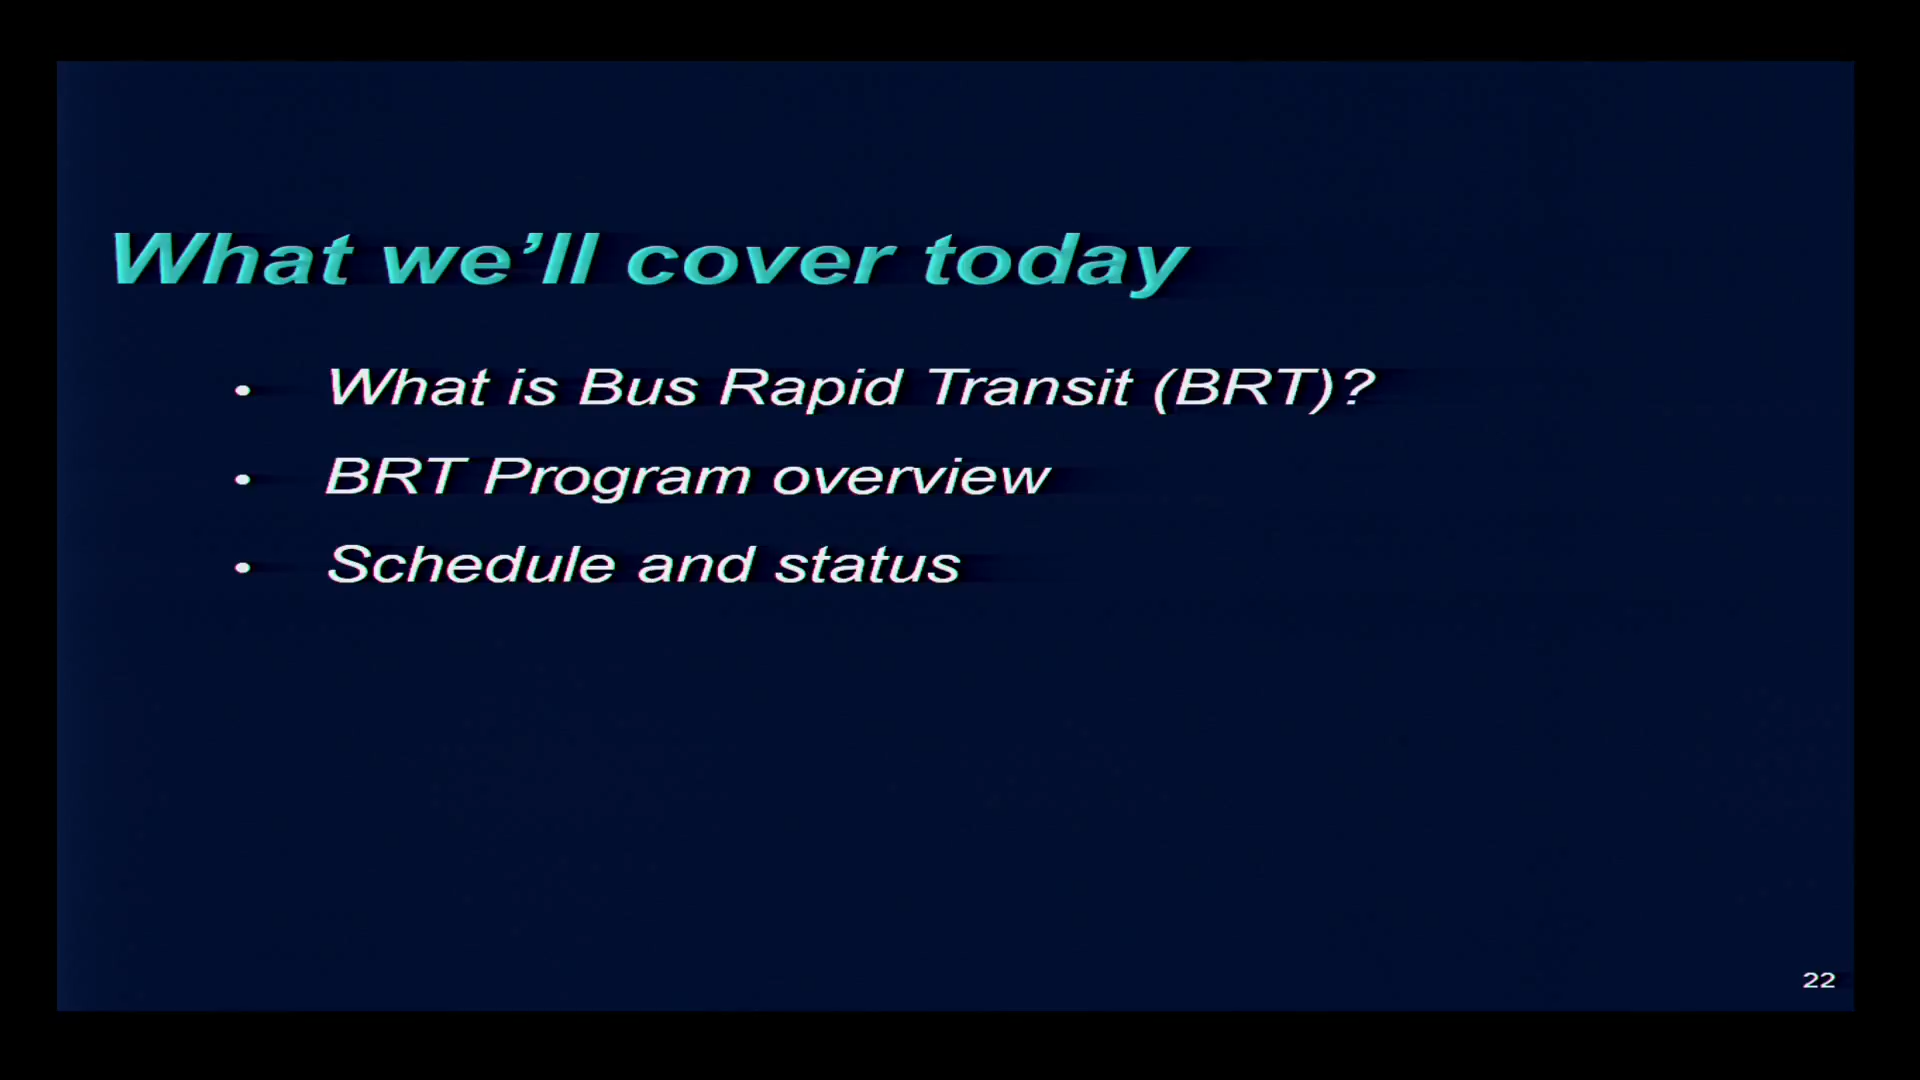 What we’ll cover today
• What is Bus Rapid Transit (BRT)?
• BRT Program overview
• Schedule and status
22